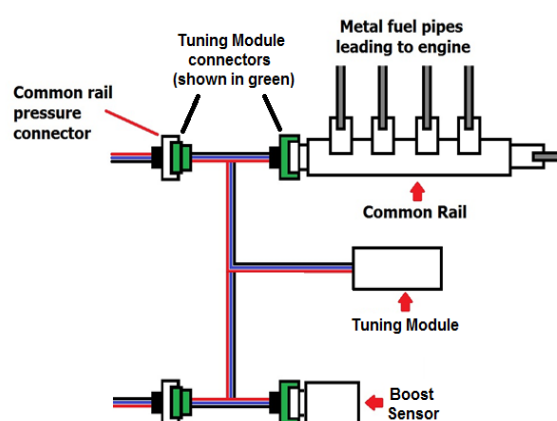 Metal fuel pipes
leading to engine
Tuning Module
connectors
(shown in green)
Common rail
pressure
connector
Common Rail
Tuning Module
Boost
Sensor